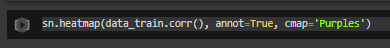 sn.heatmap(data_train.corr(), annot=True, cmap='Purples')